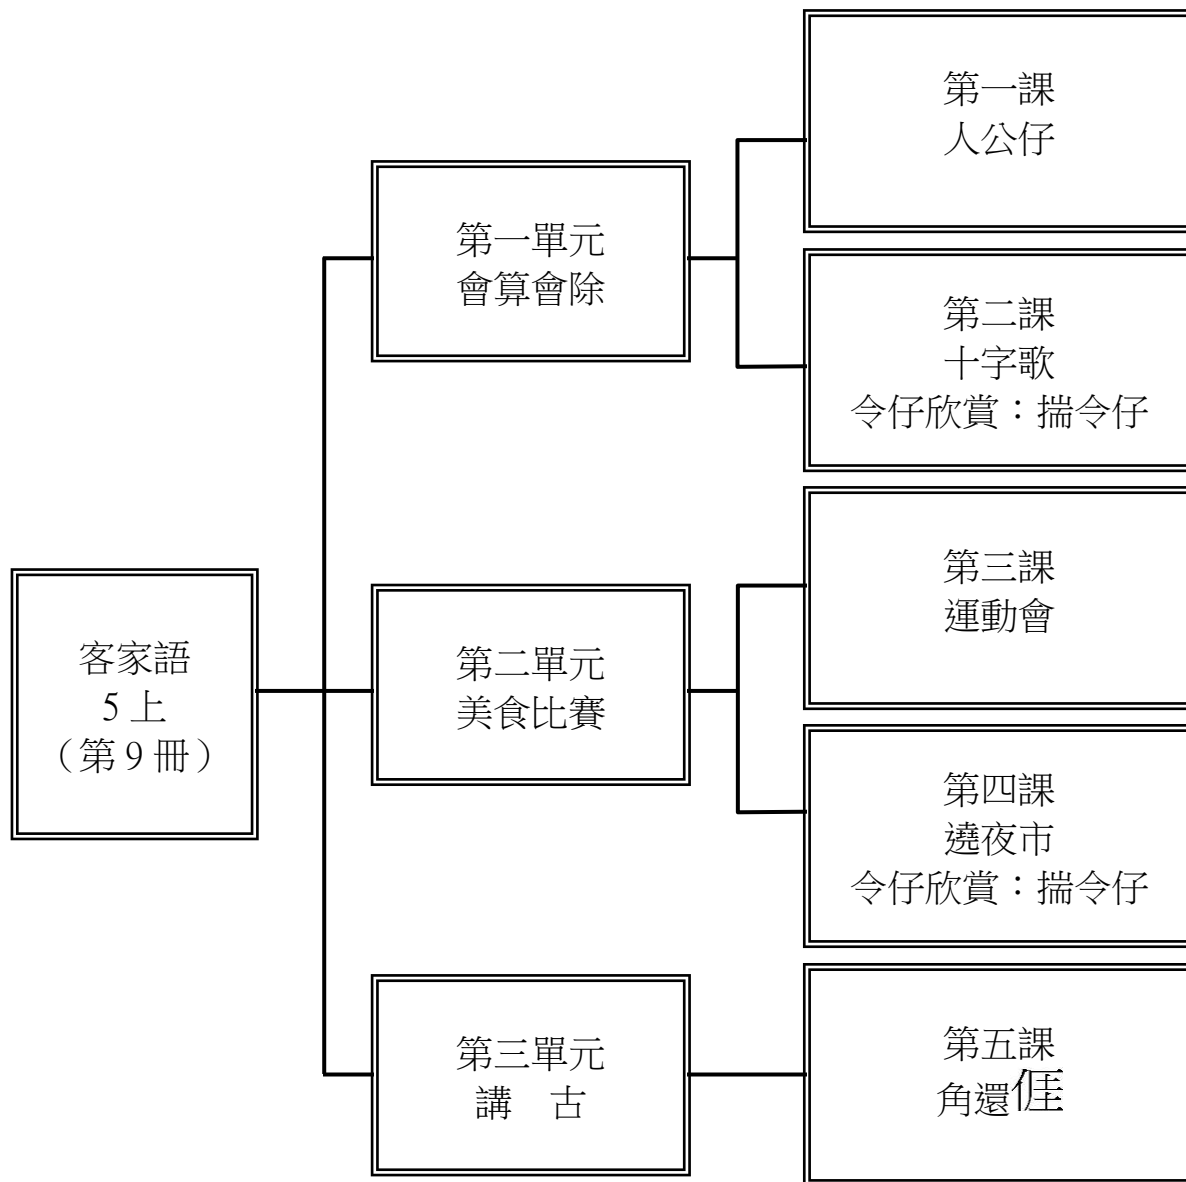 客家語
5 上
（第 9 冊）
第一單元
會算會除
第一課
人公仔
第二課
十字歌
令仔欣賞：揣令仔
第二單元
美食比賽
第三課
運動會
第四課
遶夜市
令仔欣賞：揣令仔
第三單元
講　古
第五課
角還𠊎